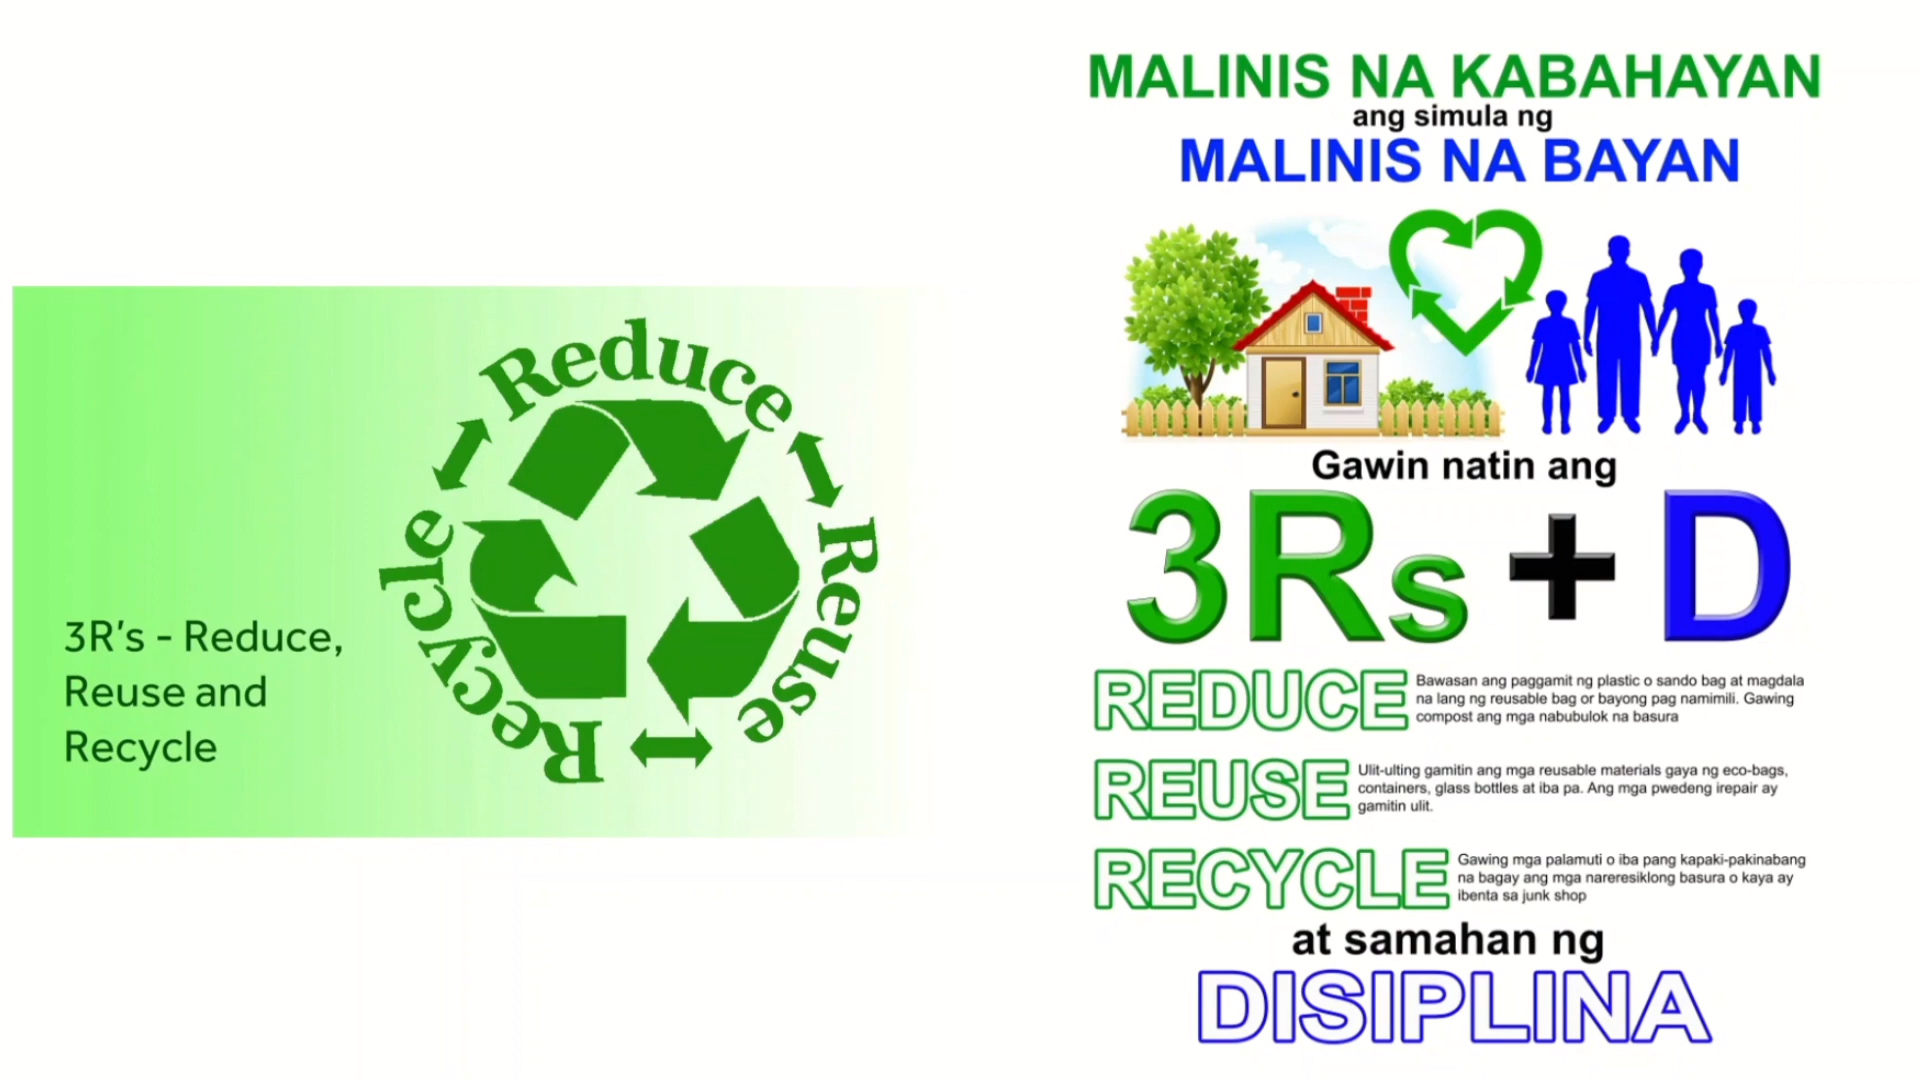 3R's - Reduce,
Reuse and
Recycle
Reduce
Reuse
Recycle
MALINIS NA KABAHAYAN
ang simula ng
MALINIS NA BAYAN
Gawin natin ang
3Rs + D
REDUCE
Bawasan ang paggamit ng plastic o sando bag at magdala
na lang ng reusable bag or bayong pag namimili. Gawing
compost ang mga nabubulok na basura
REUSE
Ulit-ulting gamitin ang mga reusable materials gaya ng eco-bags,
containers, glass bottles at iba pa. Ang mga pwedeng irepair ay
gamitin ulit.
RECYCLE
Gawing mga palamuti o iba pang kapaki-pakinabang
na bagay ang mga nareresiklong basura o kaya ay
ibenta sa junk shop
at samahan ng
DISIPLINA